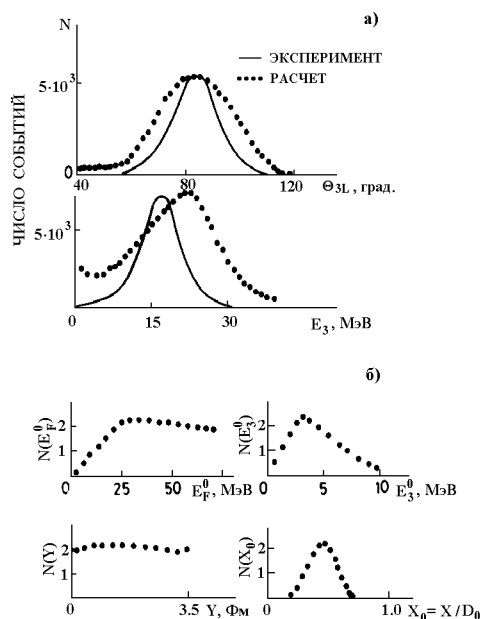 а)
N
ЭКСПЕРИМЕНТ
РАСЧЕТ
ЧИСЛО СОБЫТИЙ
5·10³
0
40 80 120 Θ₃L, град.
5·10³
0 15 30 E₃, МэВ
б)
N(E⁰F)
2
1
0 25 50 E⁰F, МэВ
N(E⁰₃)
2
1
0 5 10 E⁰₃, МэВ
N(Y)
2
1
0 3.5 Y, Фм
N(X₀)
2
1
0 1.0 X₀= X/D₀